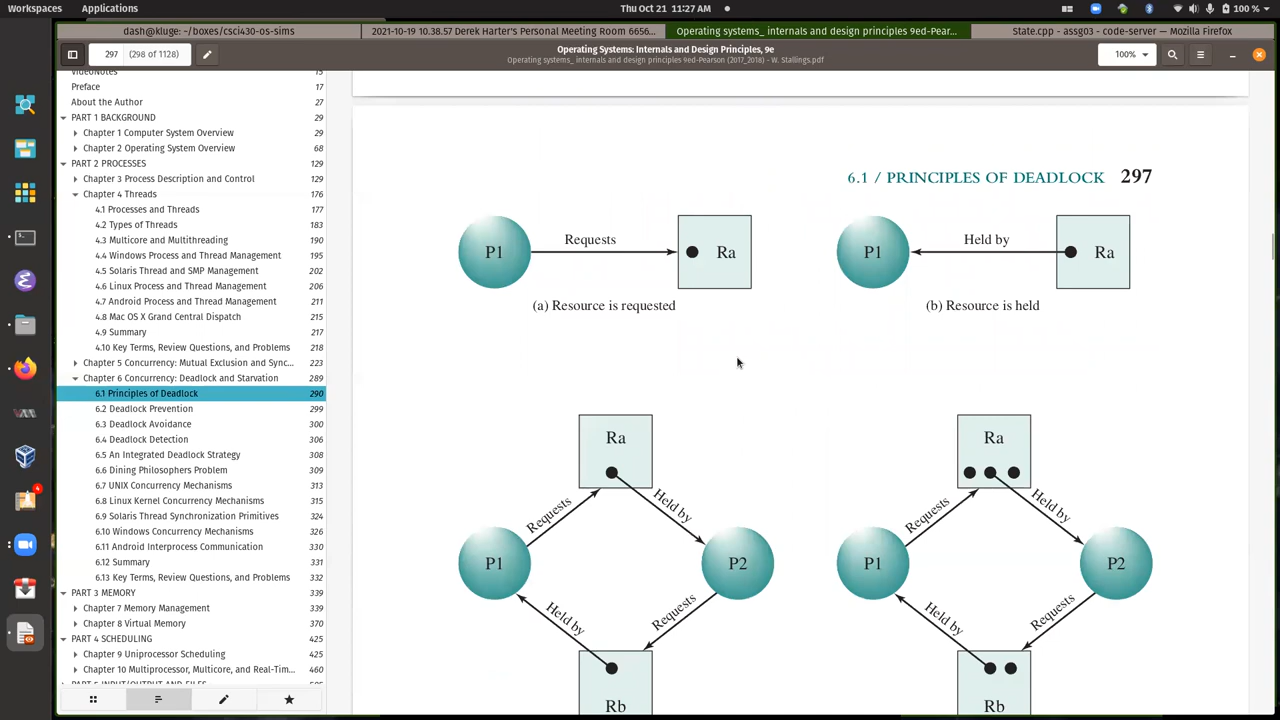 Workspaces Applications Thu Oct 21 11:27 AM 100 %
dash@kluge: ~/boxes/csci430-os-sims 2021-10-19 10.38.57 Derek Harter's Personal Meeting Room 6656... Operating systems_ internals and design principles 9ed-Pear... State.cpp - assg03 - code-server — Mozilla Firefox
297 (298 of 1128) Operating Systems: Internals and Design Principles, 9e 100%
Operating systems_ internals and design principles 9ed-Pearson (2017_2018) - W. Stallings.pdf
VideoNotes 15
Preface 17
About the Author 27
PART 1 BACKGROUND 29
Chapter 1 Computer System Overview 29
Chapter 2 Operating System Overview 68
PART 2 PROCESSES 129
Chapter 3 Process Description and Control 129
Chapter 4 Threads 176
4.1 Processes and Threads 177
4.2 Types of Threads 183
4.3 Multicore and Multithreading 190
4.4 Windows Process and Thread Management 195
4.5 Solaris Thread and SMP Management 202
4.6 Linux Process and Thread Management 206
4.7 Android Process and Thread Management 211
4.8 Mac OS X Grand Central Dispatch 215
4.9 Summary 217
4.10 Key Terms, Review Questions, and Problems 218
Chapter 5 Concurrency: Mutual Exclusion and Sync... 223
Chapter 6 Concurrency: Deadlock and Starvation 289
6.1 Principles of Deadlock 290
6.2 Deadlock Prevention 299
6.3 Deadlock Avoidance 300
6.4 Deadlock Detection 306
6.5 An Integrated Deadlock Strategy 308
6.6 Dining Philosophers Problem 309
6.7 UNIX Concurrency Mechanisms 313
6.8 Linux Kernel Concurrency Mechanisms 315
6.9 Solaris Thread Synchronization Primitives 324
6.10 Windows Concurrency Mechanisms 326
6.11 Android Interprocess Communication 330
6.12 Summary 331
6.13 Key Terms, Review Questions, and Problems 332
PART 3 MEMORY 339
Chapter 7 Memory Management 339
Chapter 8 Virtual Memory 370
PART 4 SCHEDULING 425
Chapter 9 Uniprocessor Scheduling 425
Chapter 10 Multiprocessor, Multicore, and Real-Tim... 460
4
6.1 / PRINCIPLES OF DEADLOCK 297
P1 Requests Ra
(a) Resource is requested
P1 Held by Ra
(b) Resource is held
Ra
Requests Held by
P1 P2
Held by Requests
Rb
Ra
Requests Held by
P1 P2
Held by Requests
Rb